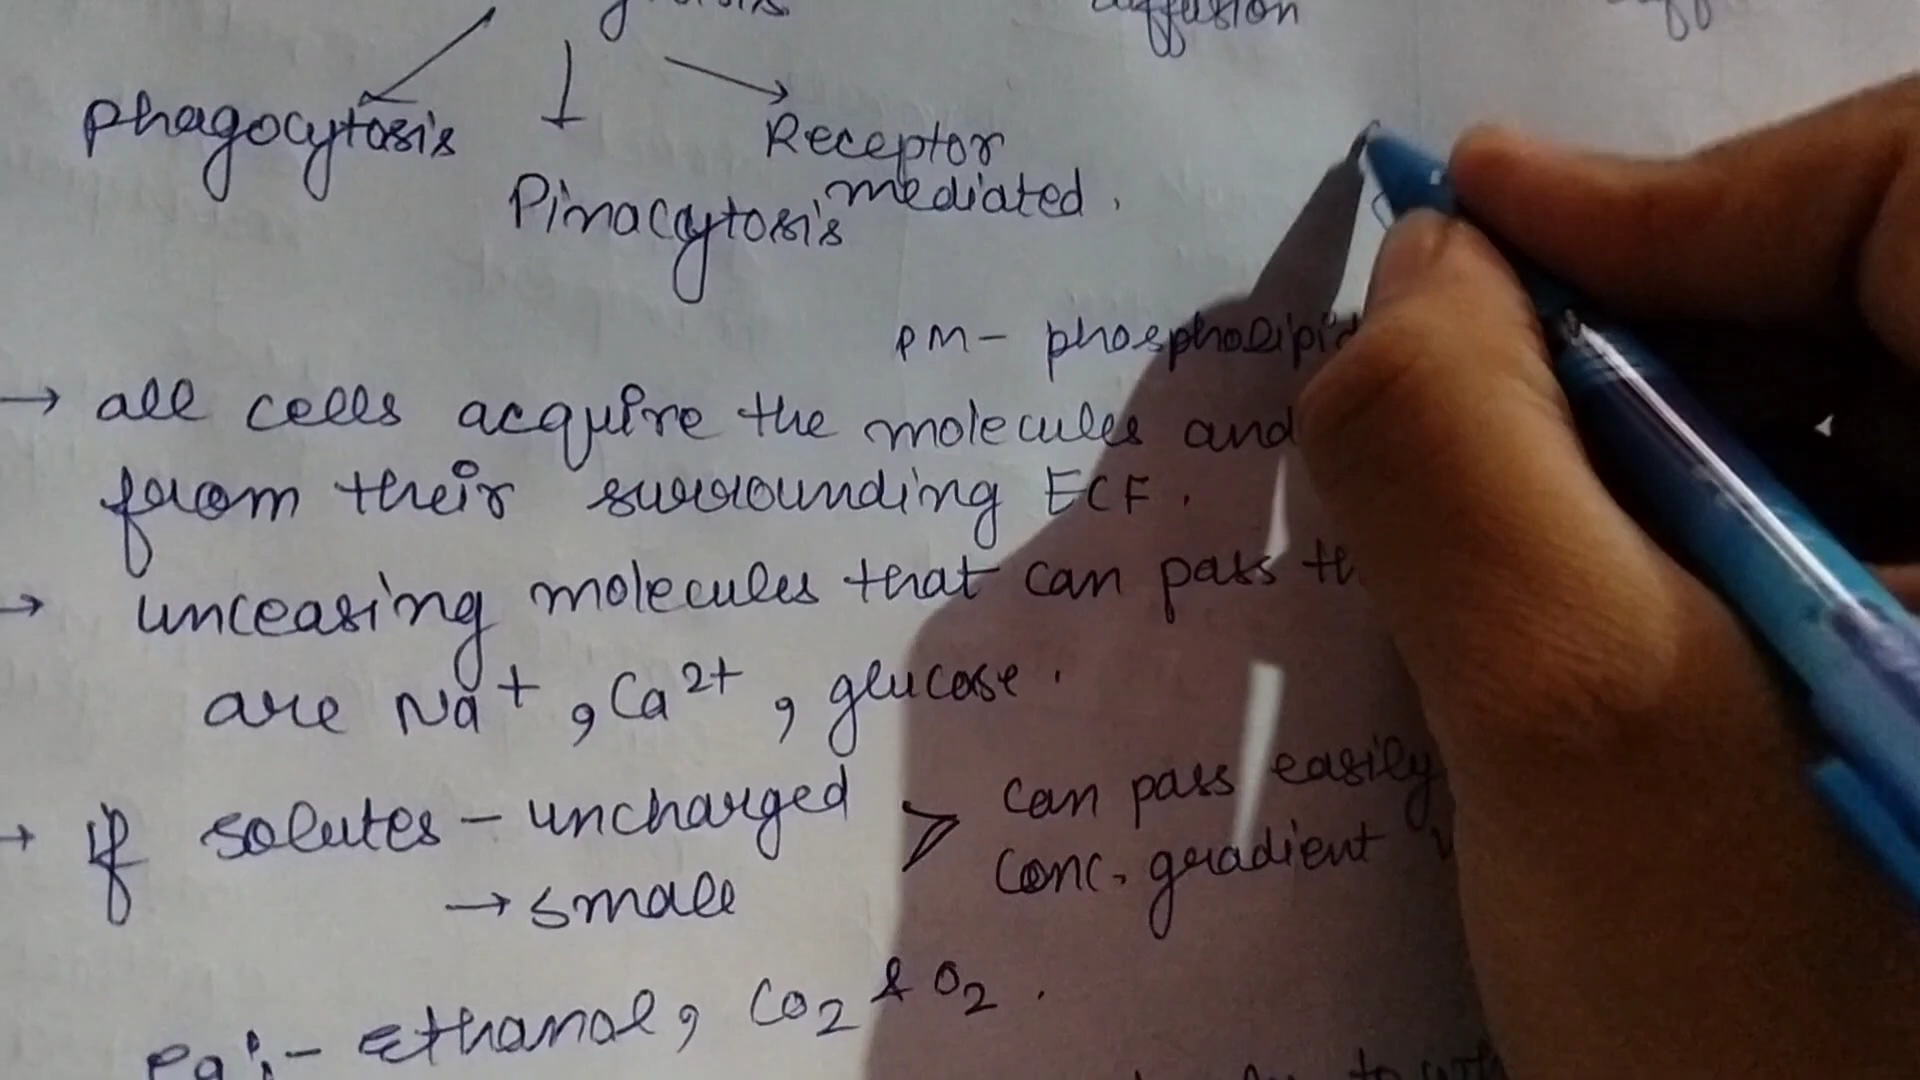 diffusion
phagocytosis
Receptor
mediated.
Pinacytosis
PM- phospholipid
→ all cells acquire the molecules and
from their surrounding ECF.
→ unceasing molecules that can pass
are Na+, Ca2+, glucose.
→ if solutes - uncharged
→ small
> can pass easily
conc. gradient
Eg:- Ethanol, CO2 & O2.